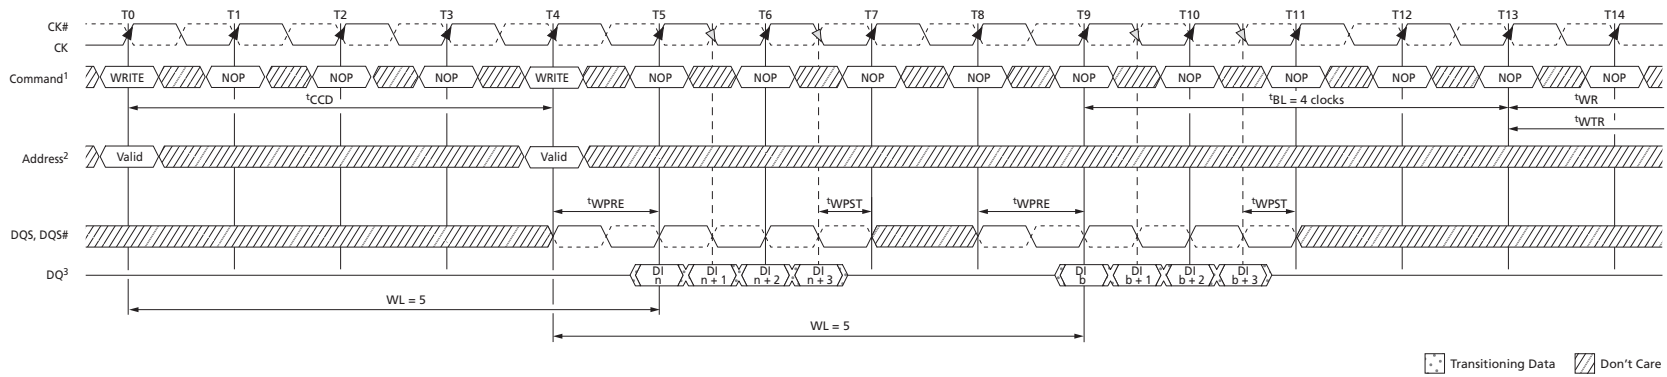 T0 T1 T2 T3 T4 T5 T6 T7 T8 T9 T10 T11 T12 T13 T14
CK#
CK
Command1 WRITE NOP NOP NOP WRITE NOP NOP NOP NOP NOP NOP NOP NOP NOP NOP
tCCD tBL = 4 clocks tWR
tWTR
Address2 Valid Valid
tWPRE tWPST tWPRE tWPST
DQS, DQS#
DQ3 DI n DI n + 1 DI n + 2 DI n + 3 DI b DI b + 1 DI b + 2 DI b + 3
WL = 5
WL = 5
Transitioning Data Don't Care